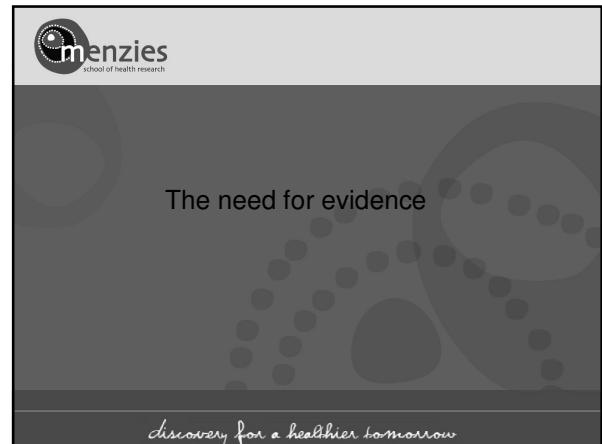 menzies
school of health research
The need for evidence
discovery for a healthier tomorrow